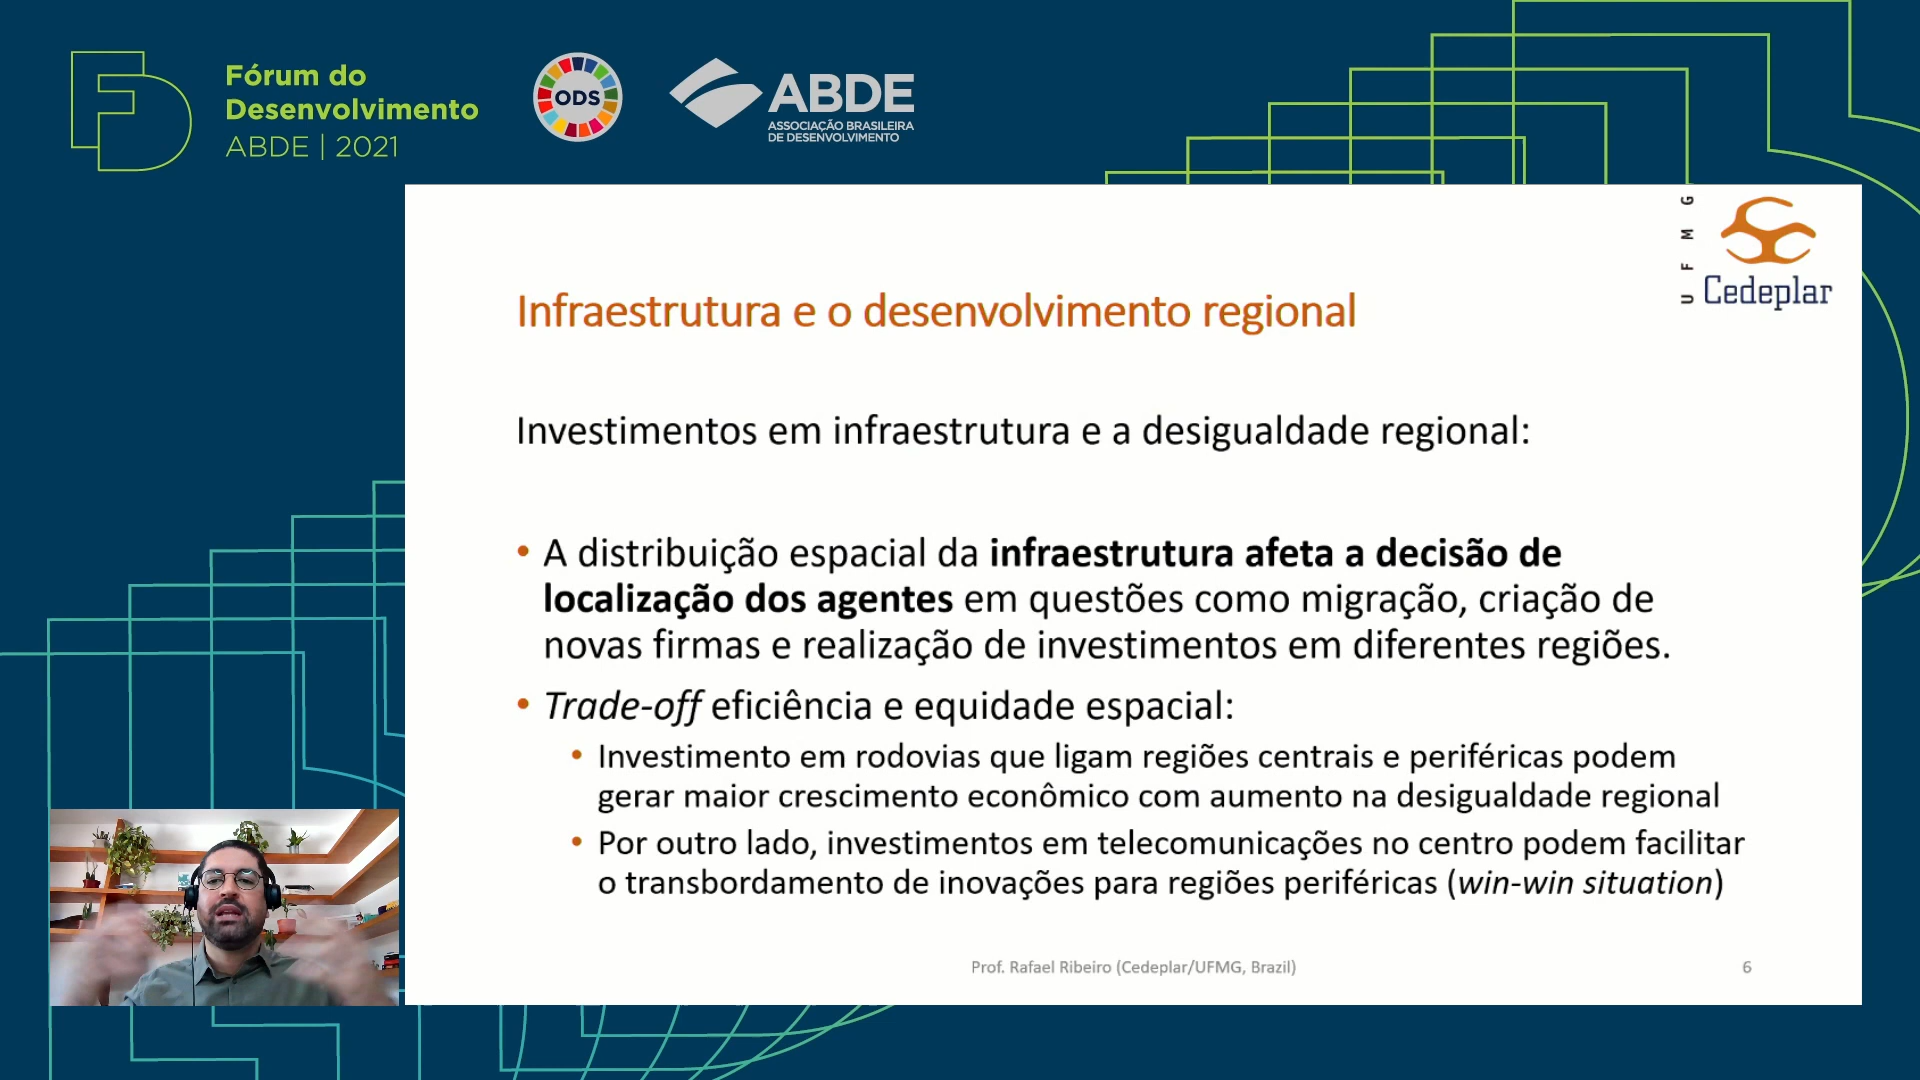 Fórum do
Desenvolvimento
ABDE | 2021
ODS
ABDE
ASSOCIAÇÃO BRASILEIRA
DE DESENVOLVIMENTO
UFMG
Cedeplar
Infraestrutura e o desenvolvimento regional
Investimentos em infraestrutura e a desigualdade regional:
• A distribuição espacial da infraestrutura afeta a decisão de
localização dos agentes em questões como migração, criação de
novas firmas e realização de investimentos em diferentes regiões.
• Trade-off eficiência e equidade espacial:
• Investimento em rodovias que ligam regiões centrais e periféricas podem
gerar maior crescimento econômico com aumento na desigualdade regional
• Por outro lado, investimentos em telecomunicações no centro podem facilitar
o transbordamento de inovações para regiões periféricas (win-win situation)
Prof. Rafael Ribeiro (Cedeplar/UFMG, Brazil)
6